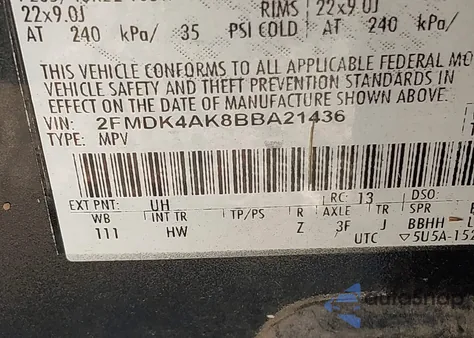 RIMS 22x9.0J
22x9.0J
AT 240 kPa/ 35 PSI COLD AT 240 kPa/
THIS VEHICLE CONFORMS TO ALL APPLICABLE FEDERAL MO
VEHICLE SAFETY AND THEFT PREVENTION STANDARDS IN
EFFECT ON THE DATE OF MANUFACTURE SHOWN ABOVE.
VIN: 2FMDK4AK8BBA21436
TYPE: MPV
EXT PNT: UH RC: 13 DSO:
WB INT TR TP/PS R AXLE TR SPR
111 HW Z 3F J BBHH
UTC ▽5U5A-152
autoshop